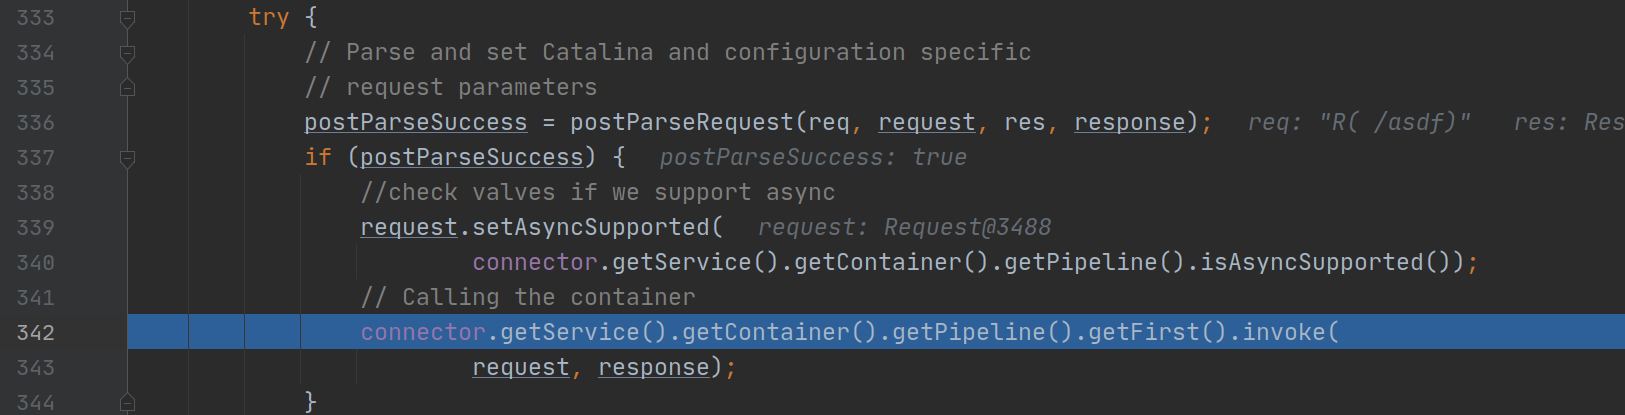 333 try {
334 // Parse and set Catalina and configuration specific
335 // request parameters
336 postParseSuccess = postParseRequest(req, request, res, response); req: "R( /asdf)" res: Res
337 if (postParseSuccess) { postParseSuccess: true
338 //check valves if we support async
339 request.setAsyncSupported( request: Request@3488
340 connector.getService().getContainer().getPipeline().isAsyncSupported());
341 // Calling the container
342 connector.getService().getContainer().getPipeline().getFirst().invoke(
343 request, response);
344 }